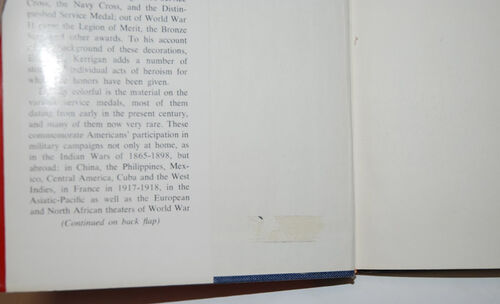 Cross, the Navy Cross, and the Distin-
guished Service Medal; out of World War
II the Legion of Merit, the Bronze
and other awards. To his account
background of these decorations,
Kerrigan adds a number of
individual acts of heroism for
honors have been given.
colorful is the material on the
service medals, most of them
dating from early in the present century,
and many of them now very rare. These
commemorate Americans' participation in
military campaigns not only at home, as
in the Indian Wars of 1865-1898, but
abroad: in China, the Philippines, Mex-
ico, Central America, Cuba and the West
Indies, in France in 1917-1918, in the
Asiatic-Pacific as well as the European
and North African theaters of World War
(Continued on back flap)